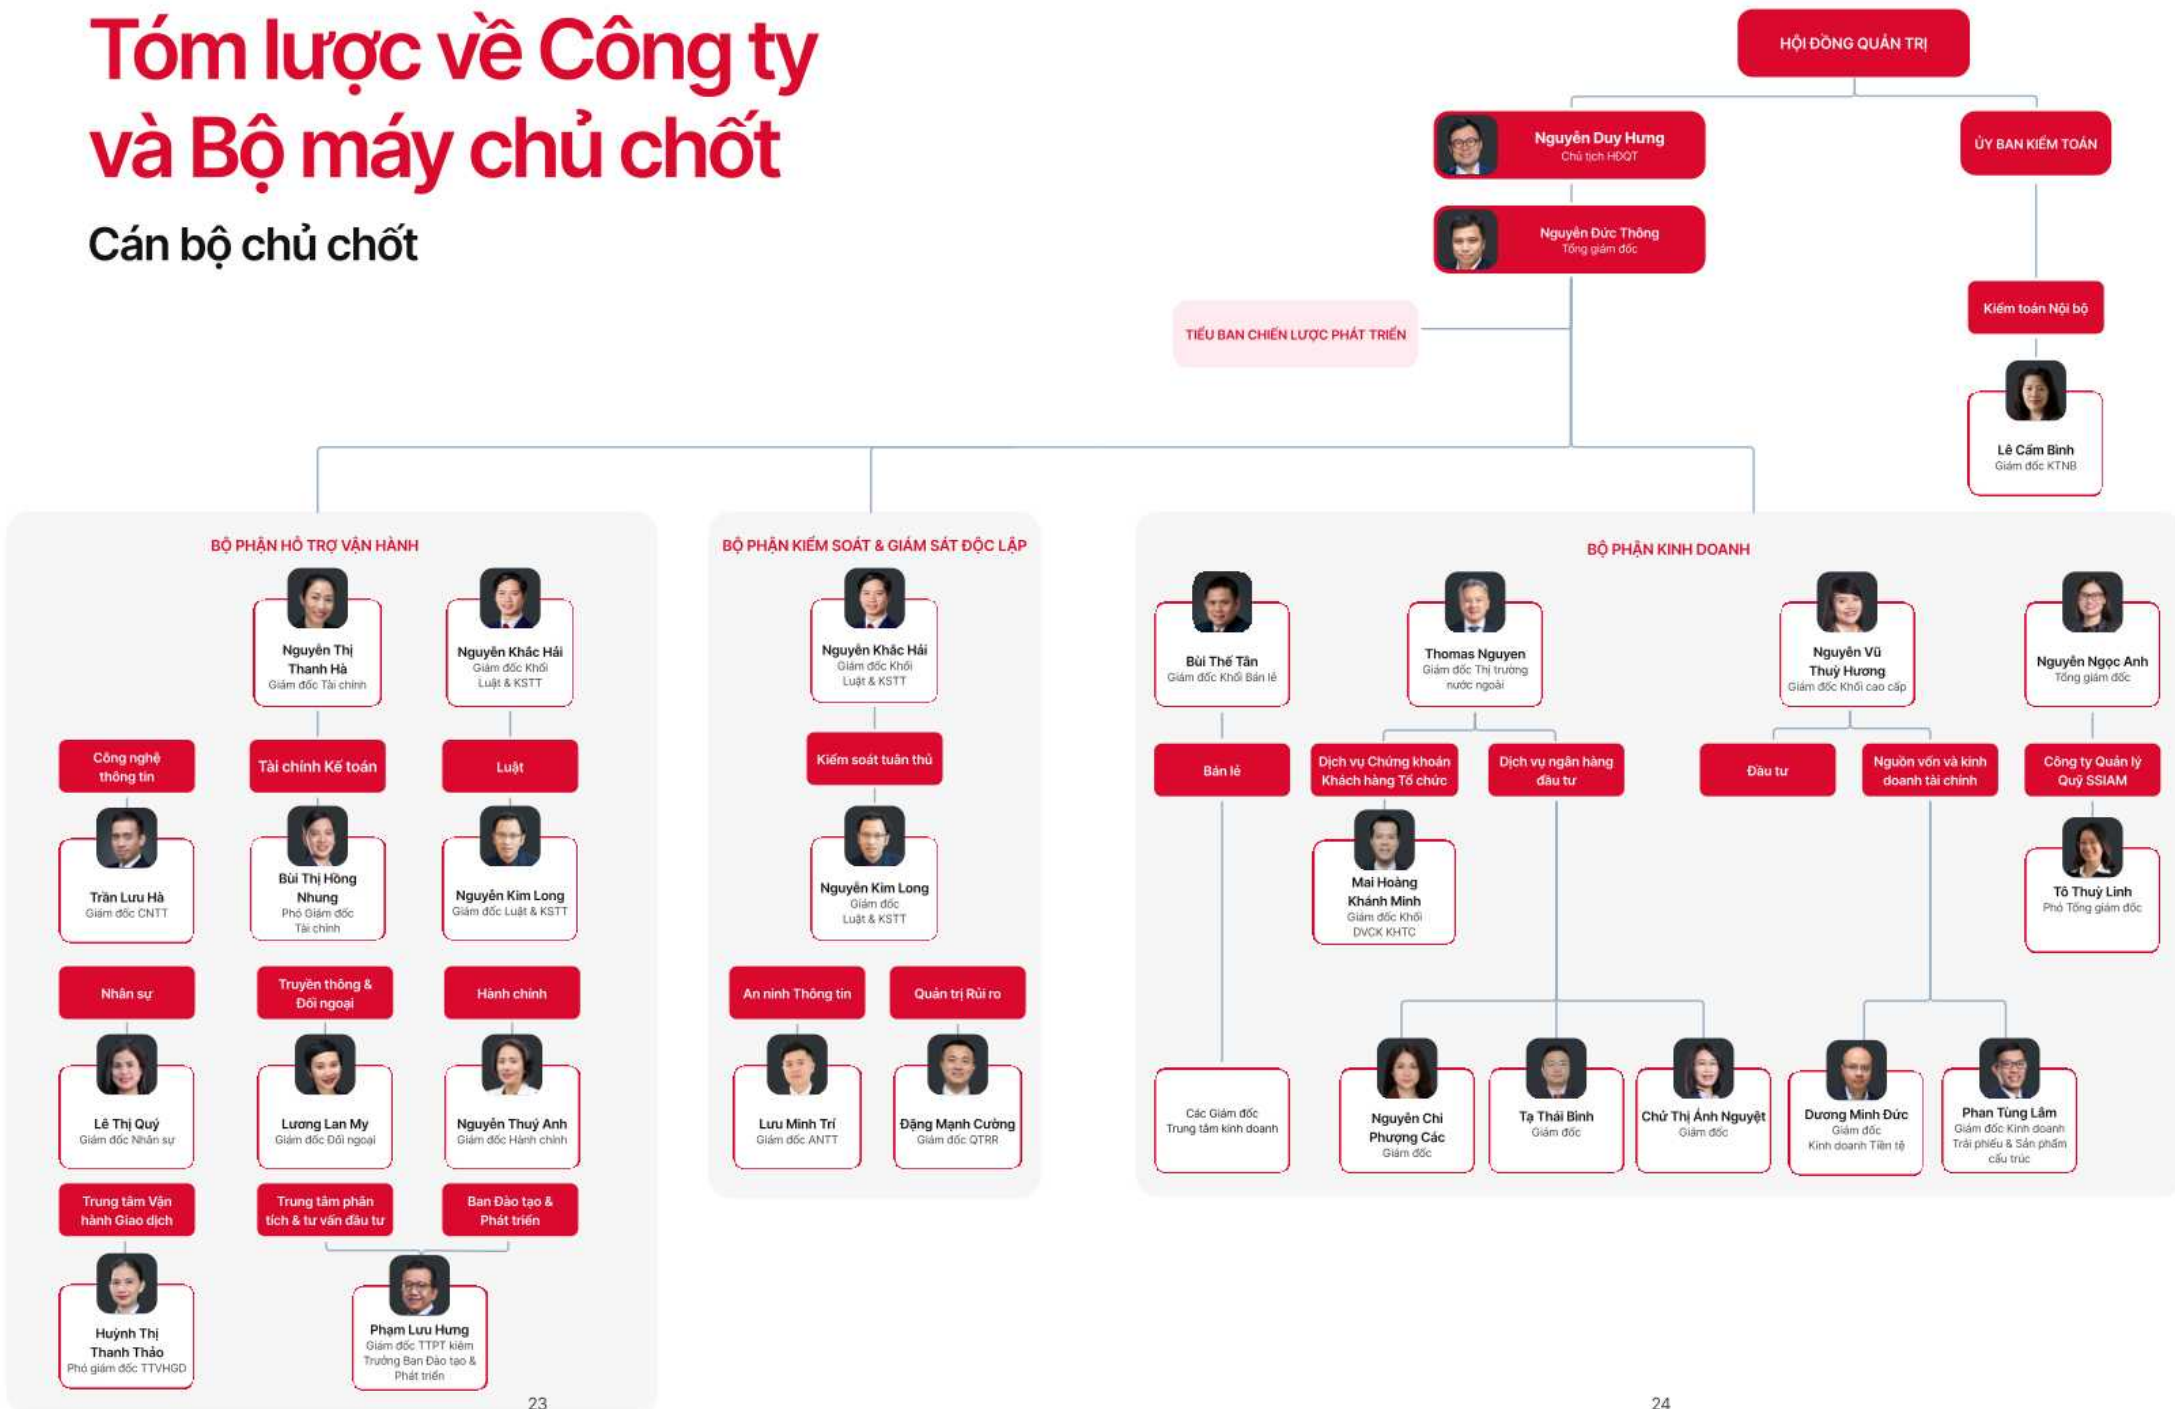 Tóm lược về Công ty
và Bộ máy chủ chốt
Cán bộ chủ chốt
HỘI ĐỒNG QUẢN TRỊ
Nguyễn Duy Hưng
Chủ tịch HĐQT
ỦY BAN KIỂM TOÁN
Nguyễn Đức Thông
Tổng giám đốc
TIỂU BAN CHIẾN LƯỢC PHÁT TRIỂN
Kiểm toán Nội bộ
Lê Cẩm Bình
Giám đốc KTNB
BỘ PHẬN HỖ TRỢ VẬN HÀNH
Nguyễn Thị
Thanh Hà
Giám đốc Tài chính
Nguyễn Khắc Hải
Giám đốc Khối
Luật & KSTT
Công nghệ
thông tin
Tài chính Kế toán
Luật
Trần Lưu Hà
Giám đốc CNTT
Bùi Thị Hồng
Nhung
Phó Giám đốc
Tài chính
Nguyễn Kim Long
Giám đốc Luật & KSTT
Nhân sự
Truyền thông &
Đối ngoại
Hành chính
Lê Thị Quý
Giám đốc Nhân sự
Lương Lan My
Giám đốc Đối ngoại
Nguyễn Thuý Anh
Giám đốc Hành chính
Trung tâm Vận
hành Giao dịch
Trung tâm phân
tích & tư vấn đầu tư
Ban Đào tạo &
Phát triển
Huỳnh Thị
Thanh Thảo
Phó giám đốc TTVHGD
Phạm Lưu Hưng
Giám đốc TTPT kiêm
Trưởng Ban Đào tạo &
Phát triển
23
BỘ PHẬN KIỂM SOÁT & GIÁM SÁT ĐỘC LẬP
Nguyễn Khắc Hải
Giám đốc Khối
Luật & KSTT
Kiểm soát tuân thủ
Nguyễn Kim Long
Giám đốc
Luật & KSTT
An ninh Thông tin
Quản trị Rủi ro
Lưu Minh Trí
Giám đốc ANTT
Đặng Mạnh Cường
Giám đốc QTRR
BỘ PHẬN KINH DOANH
Bùi Thế Tân
Giám đốc Khối Bán lẻ
Thomas Nguyen
Giám đốc Thị trường
nước ngoài
Nguyễn Vũ
Thuỳ Hương
Giám đốc Khối cao cấp
Nguyễn Ngọc Anh
Tổng giám đốc
Bán lẻ
Dịch vụ Chứng khoán
Khách hàng Tổ chức
Dịch vụ ngân hàng
đầu tư
Đầu tư
Nguồn vốn và kinh
doanh tài chính
Công ty Quản lý
Quỹ SSIAM
Mai Hoàng
Khánh Minh
Giám đốc Khối
DVCK KHTC
Tô Thuỳ Linh
Phó Tổng giám đốc
Các Giám đốc
Trung tâm kinh doanh
Nguyễn Chi
Phượng Các
Giám đốc
Tạ Thái Bình
Giám đốc
Chử Thị Ánh Nguyệt
Giám đốc
Dương Minh Đức
Giám đốc
Kinh doanh Tiền tệ
Phan Tùng Lâm
Giám đốc Kinh doanh
Trái phiếu & Sản phẩm
cấu trúc
24